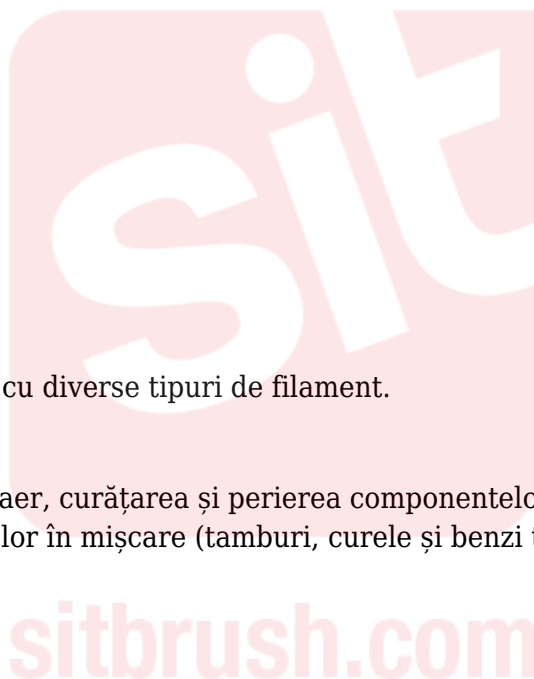 sit
cu diverse tipuri de filament.
aer, curățarea și perierea componentelo
lor în mișcare (tamburi, curele și benzi t
sitbrush.com